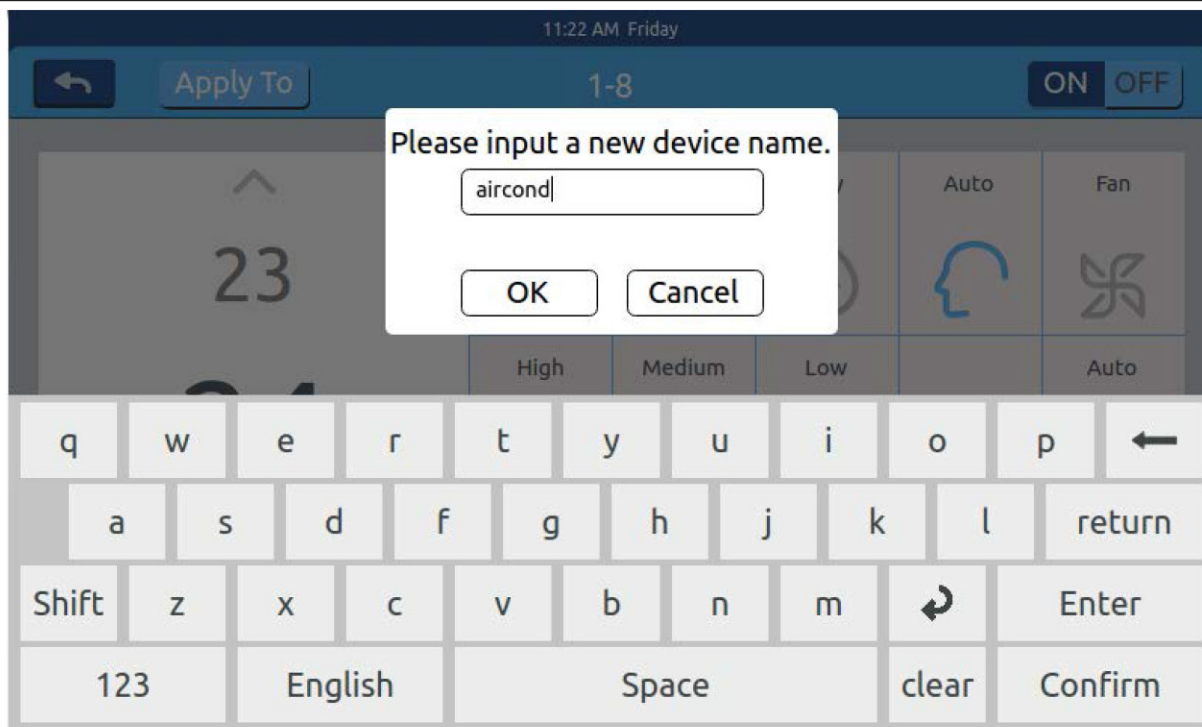 11:22 AM Friday
Apply To 1-8 ON OFF
Please input a new device name.
aircond
Auto Fan
23
OK Cancel
High Medium Low Auto
q w e r t y u i o p
a s d f g h j k l return
Shift z x c v b n m Enter
123 English Space clear Confirm